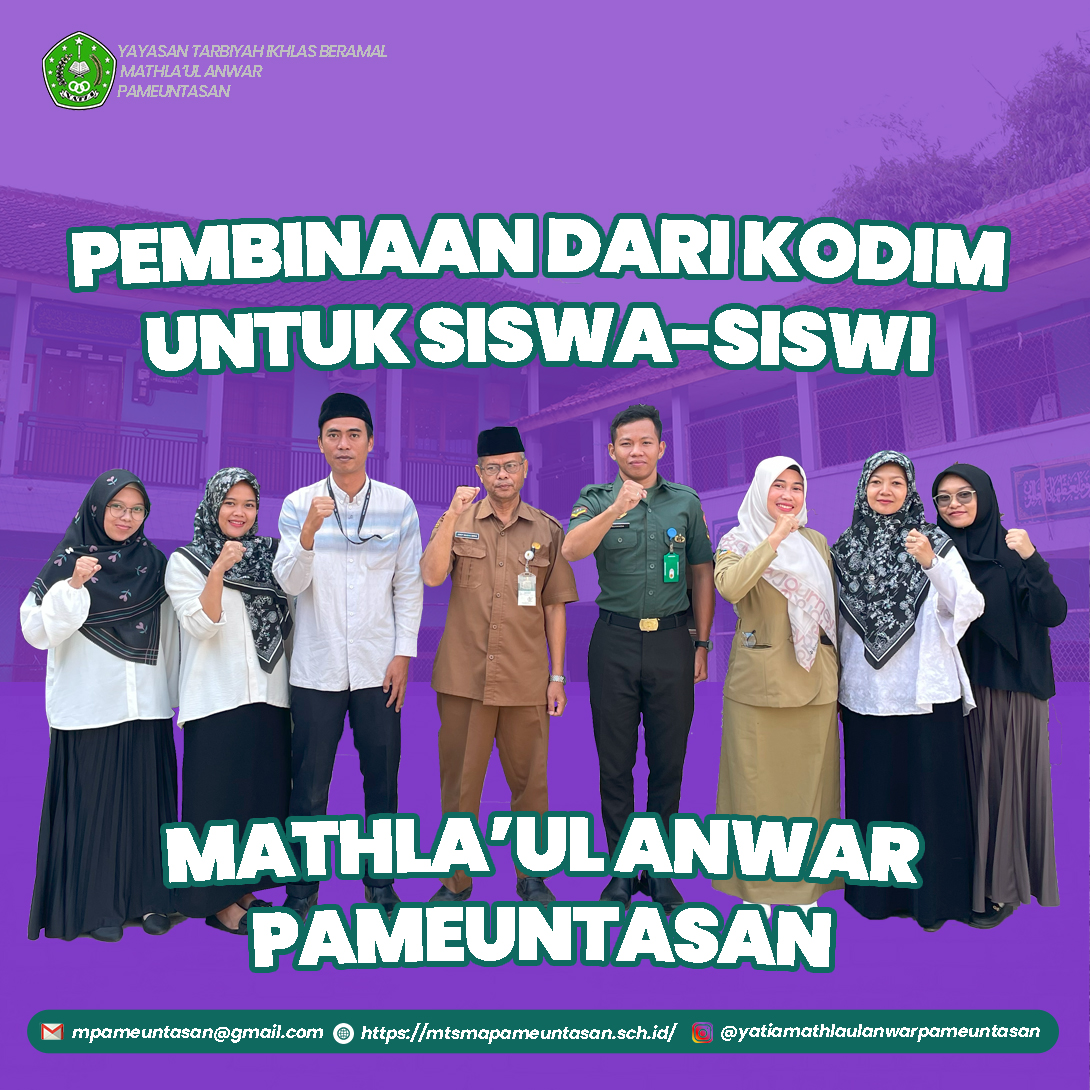 YAYASAN TARBIYAH IKHLAS BERAMAL
MATHLA'UL ANWAR
PAMEUNTASAN
PEMBINAAN DARI KODIM
UNTUK SISWA-SISWI
MATHLA'UL ANWAR
PAMEUNTASAN
mpameuntasan@gmail.com
https://mtsmapameuntasan.sch.id/
@yatiamathlaulanwarpameuntasan